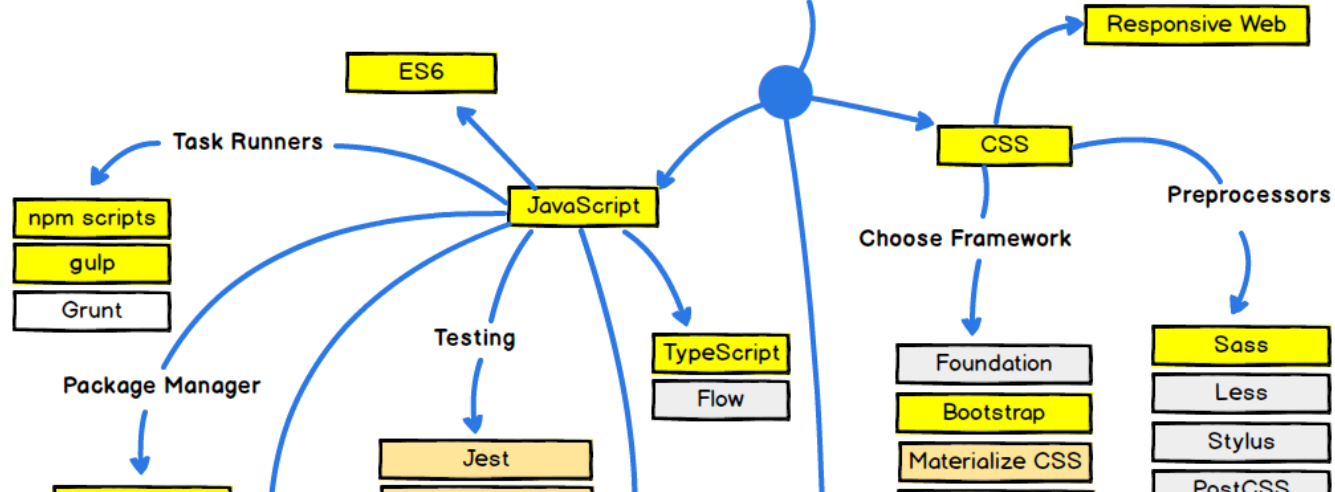 Responsive Web
ES6
Task Runners
CSS
npm scripts
gulp
Grunt
JavaScript
Preprocessors
Choose Framework
Testing
TypeScript
Flow
Package Manager
Foundation
Bootstrap
Materialize CSS
Sass
Less
Stylus
PostCSS
Jest